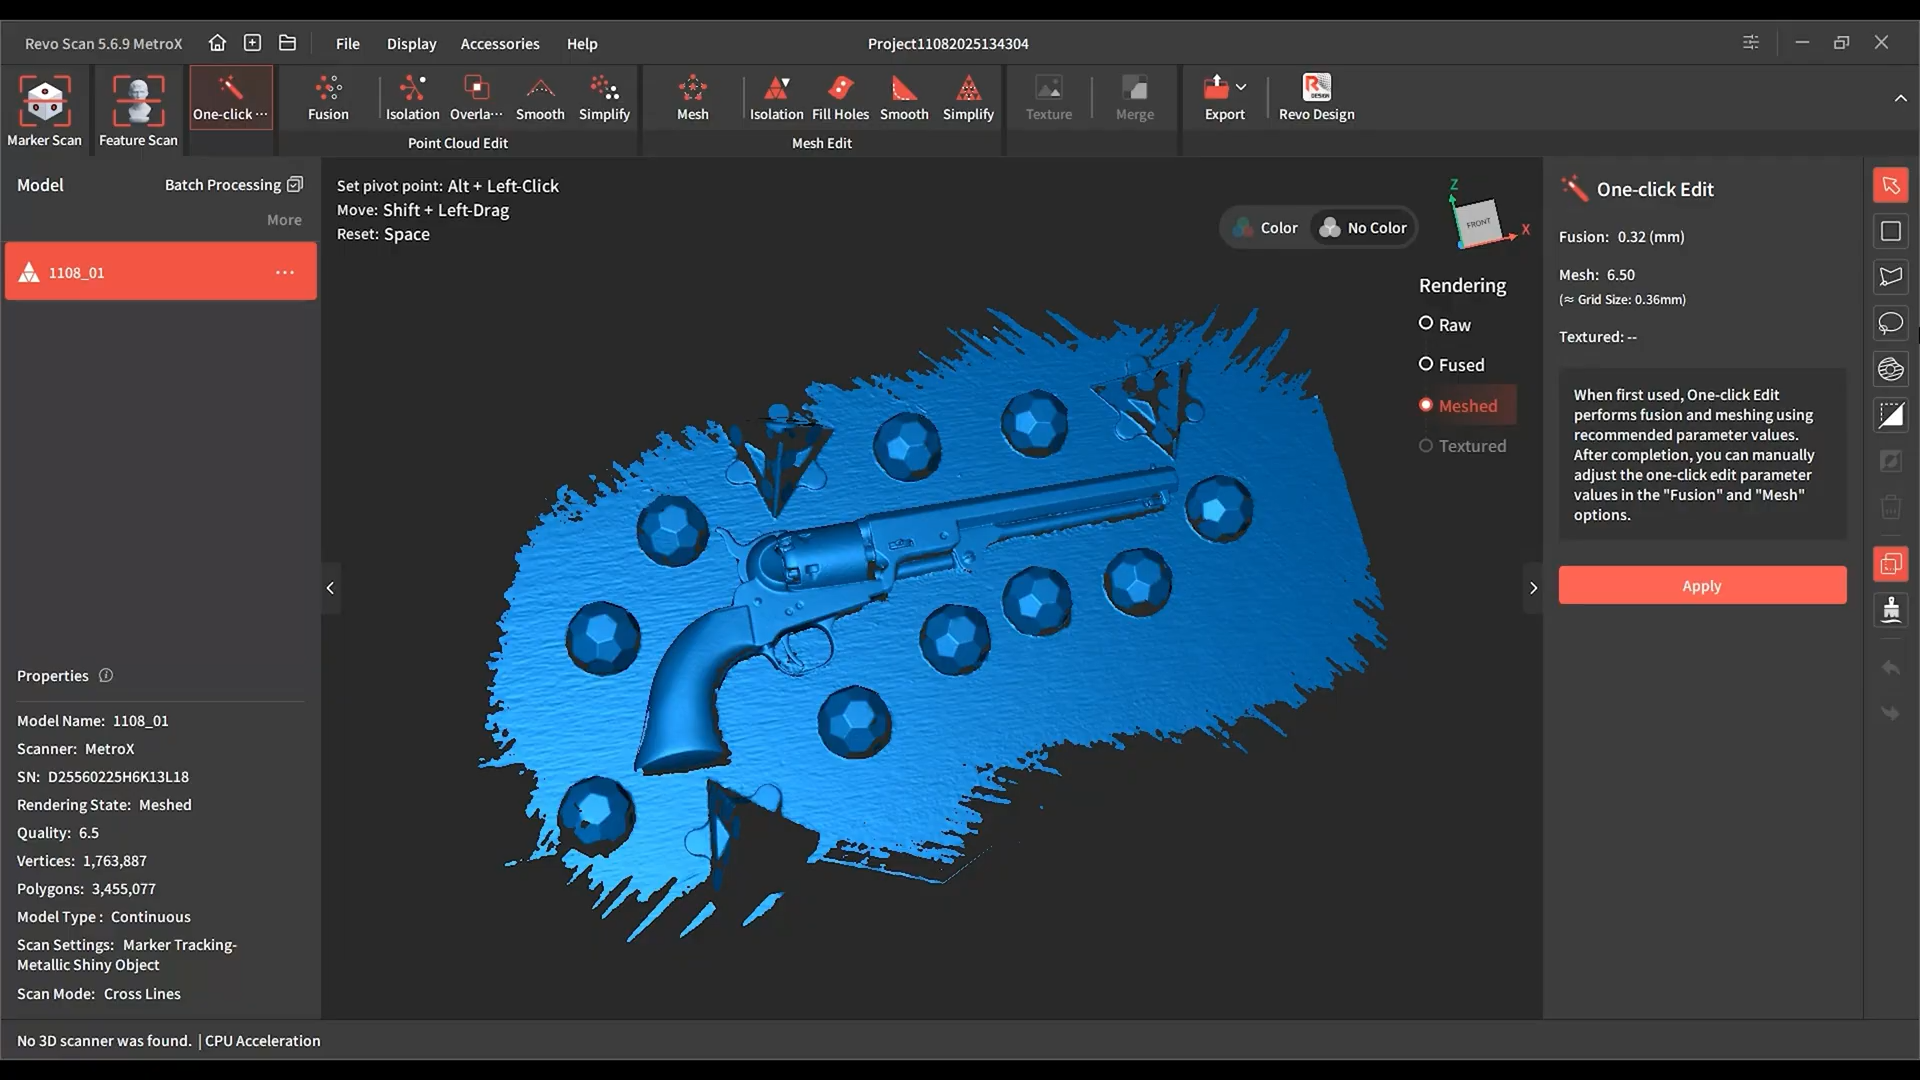 Revo Scan 5.6.9 MetroX
File
Display
Accessories
Help
Project11082025134304
Marker Scan
Feature Scan
One-click ···
Fusion
Isolation
Overla···
Smooth
Simplify
Point Cloud Edit
Mesh
Isolation
Fill Holes
Smooth
Simplify
Mesh Edit
Texture
Merge
Export
Revo Design
Model
Batch Processing
More
1108_01
Set pivot point: Alt + Left-Click
Move: Shift + Left-Drag
Reset: Space
Color
No Color
Z
FRONT
X
Rendering
Raw
Fused
Meshed
Textured
One-click Edit
Fusion: 0.32 (mm)
Mesh: 6.50
(≈ Grid Size: 0.36mm)
Textured: --
When first used, One-click Edit
performs fusion and meshing using
recommended parameter values.
After completion, you can manually
adjust the one-click edit parameter
values in the "Fusion" and "Mesh"
options.
Apply
Properties
Model Name: 1108_01
Scanner: MetroX
SN: D25560225H6K13L18
Rendering State: Meshed
Quality: 6.5
Vertices: 1,763,887
Polygons: 3,455,077
Model Type : Continuous
Scan Settings: Marker Tracking-
Metallic Shiny Object
Scan Mode: Cross Lines
No 3D scanner was found. | CPU Acceleration